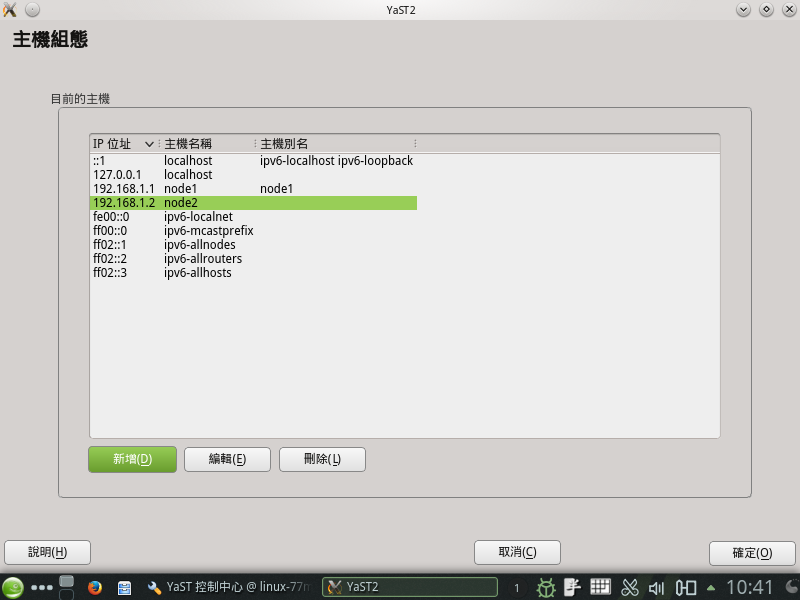 YaST2
主機組態
目前的主機
IP 位址 主機名稱 主機別名
::1 localhost ipv6-localhost ipv6-loopback
127.0.0.1 localhost
192.168.1.1 node1 node1
192.168.1.2 node2
fe00::0 ipv6-localnet
ff00::0 ipv6-mcastprefix
ff02::1 ipv6-allnodes
ff02::2 ipv6-allrouters
ff02::3 ipv6-allhosts
新增(D) 編輯(E) 刪除(L)
說明(H) 取消(C) 確定(O)
YaST 控制中心 @ linux-77 YaST2 1 10:41